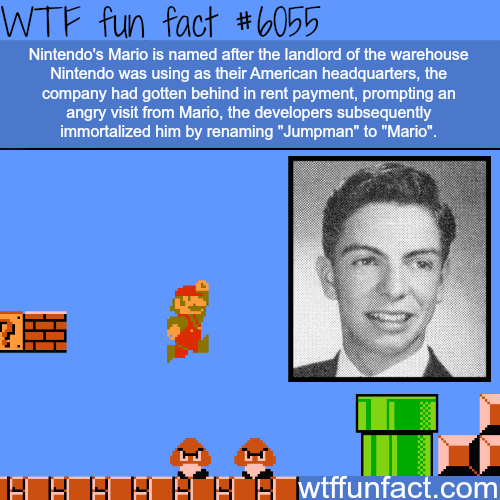 WTF fun fact #6055
Nintendo's Mario is named after the landlord of the warehouse
Nintendo was using as their American headquarters, the
company had gotten behind in rent payment, prompting an
angry visit from Mario, the developers subsequently
immortalized him by renaming "Jumpman" to "Mario".
?
wtffunfact.com